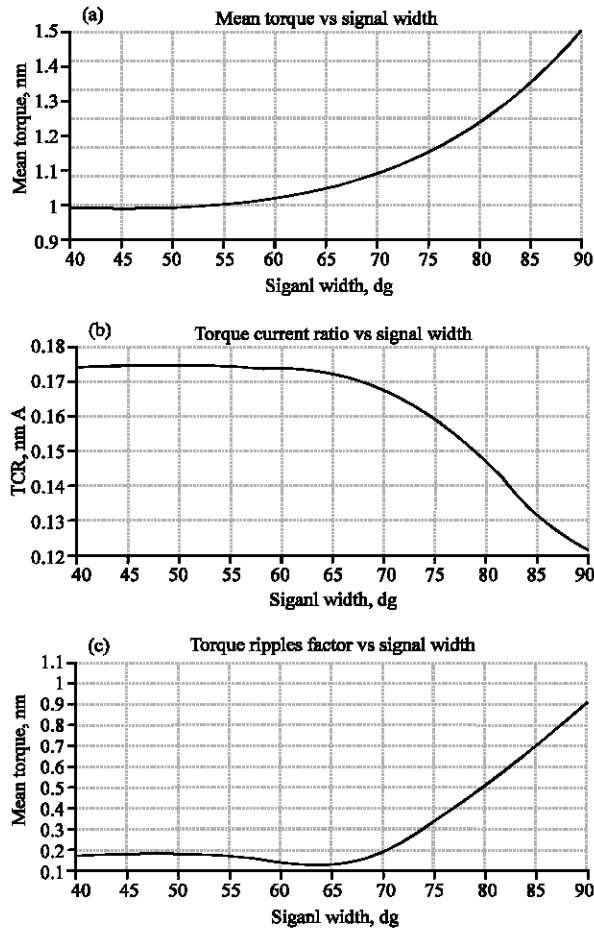 (a)
Mean torque vs signal width
Mean torque, nm
1.5
1.4
1.3
1.2
1.1
1
0.9
40 45 50 55 60 65 70 75 80 85 90
Siganl width, dg
(b)
Torque current ratio vs signal width
TCR, nm A
0.18
0.17
0.16
0.15
0.14
0.13
0.12
40 45 50 55 60 65 70 75 80 85 90
Siganl width, dg
(c)
Torque ripples factor vs signal width
Mean torque, nm
1.1
1
0.9
0.8
0.7
0.6
0.5
0.4
0.3
0.2
0.1
40 45 50 55 60 65 70 75 80 85 90
Siganl width, dg